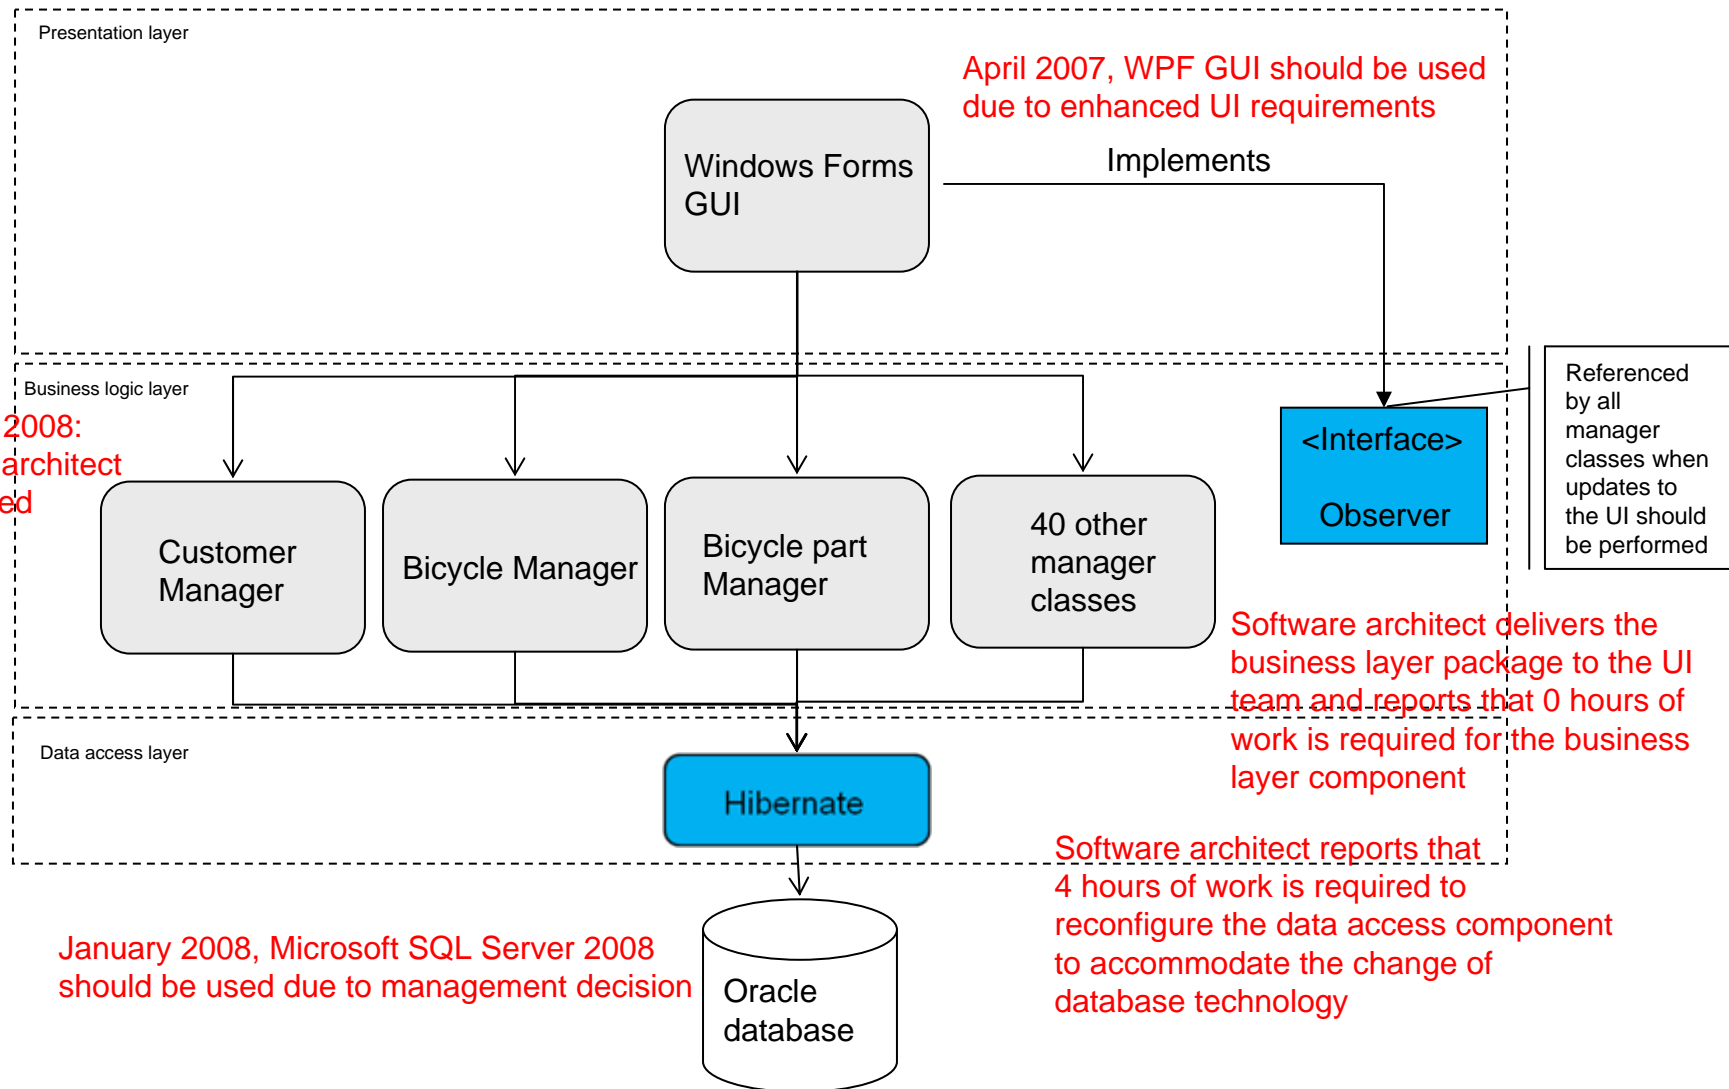 Presentation layer
April 2007, WPF GUI should be used
due to enhanced UI requirements
Windows Forms
GUI
Implements
Business logic layer
2008:
architect
ed
Customer
Manager
Bicycle Manager
Bicycle part
Manager
40 other
manager
classes
<Interface>
Observer
Referenced
by all
manager
classes when
updates to
the UI should
be performed
Software architect delivers the
business layer package to the UI
team and reports that 0 hours of
work is required for the business
layer component
Data access layer
Hibernate
Software architect reports that
4 hours of work is required to
reconfigure the data access component
to accommodate the change of
database technology
January 2008, Microsoft SQL Server 2008
should be used due to management decision
Oracle
database